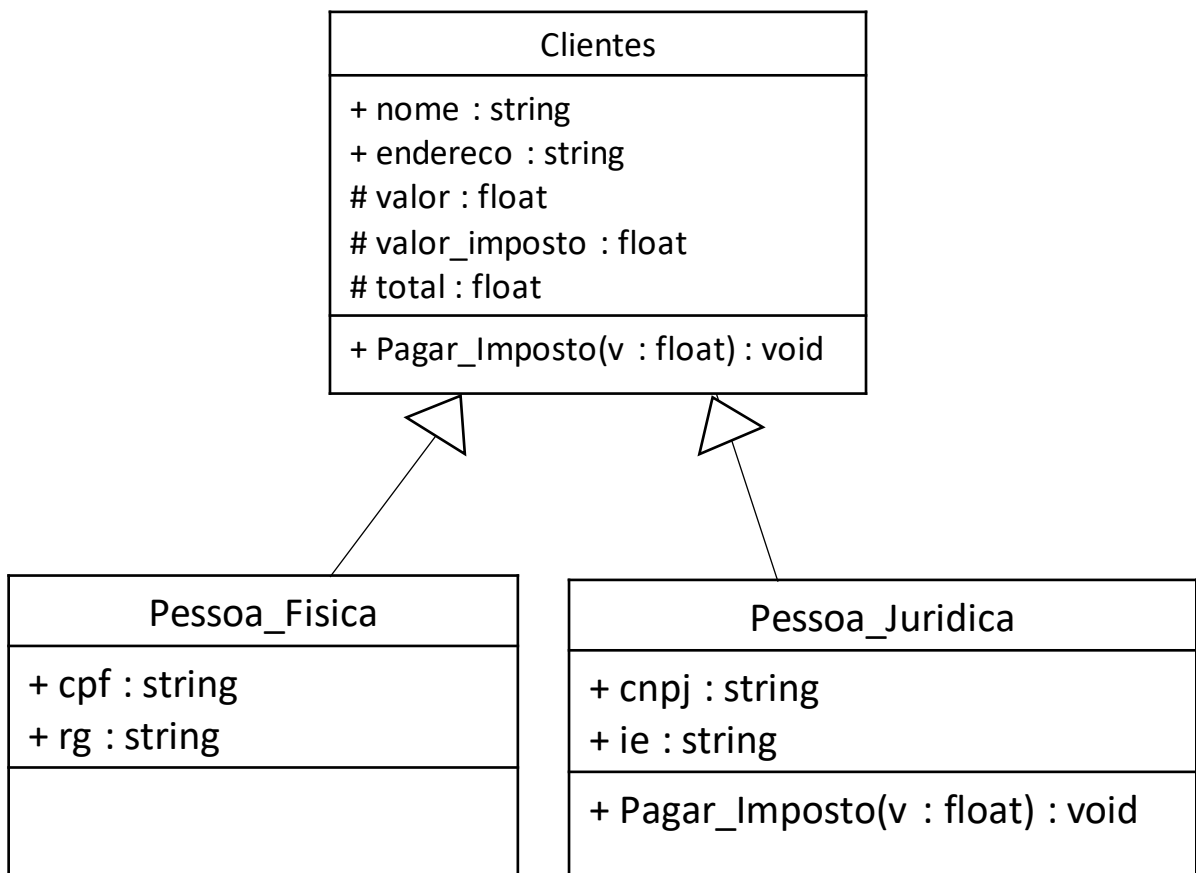 Clientes
+ nome : string
+ endereco : string
# valor : float
# valor_imposto : float
# total : float
+ Pagar_Imposto(v : float) : void
Pessoa_Fisica
+ cpf : string
+ rg : string
Pessoa_Juridica
+ cnpj : string
+ ie : string
+ Pagar_Imposto(v : float) : void